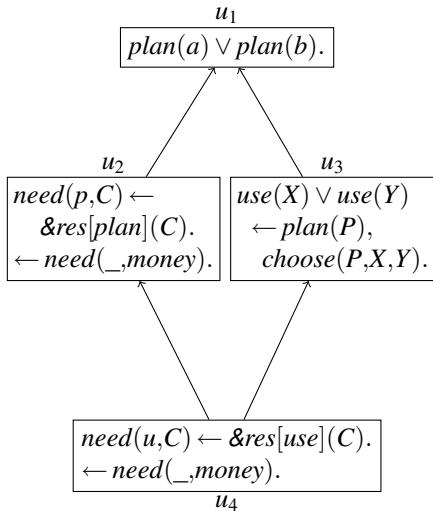 u₁
plan(a) ∨ plan(b).
u₂
need(p,C) ←
&res[plan](C).
← need(_,money).
u₃
use(X) ∨ use(Y)
← plan(P),
choose(P,X,Y).
need(u,C) ← &res[use](C).
← need(_,money).
u₄